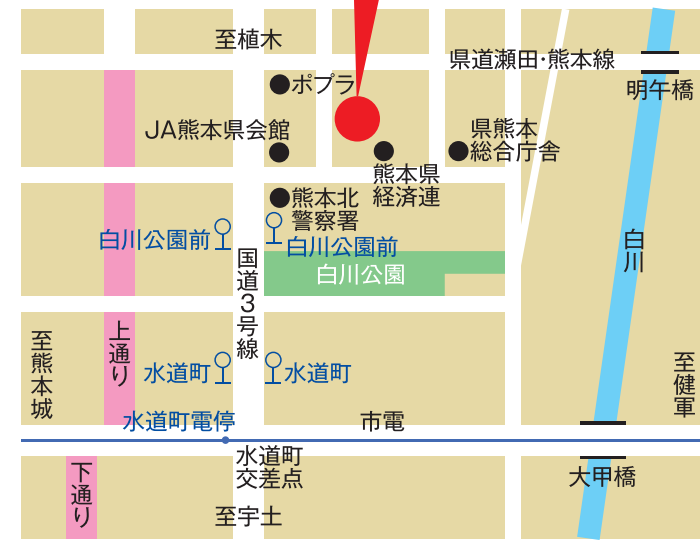 至植木
県道瀬田・熊本線
ポプラ
明午橋
JA熊本県会館
県熊本
総合庁舎
熊本県
経済連
熊本北
警察署
白川公園前
白川公園前
白川
国道3号線
白川公園
上通り
至熊本城
水道町
水道町
至健軍
水道町電停
市電
水道町
交差点
下通り
大甲橋
至宇土